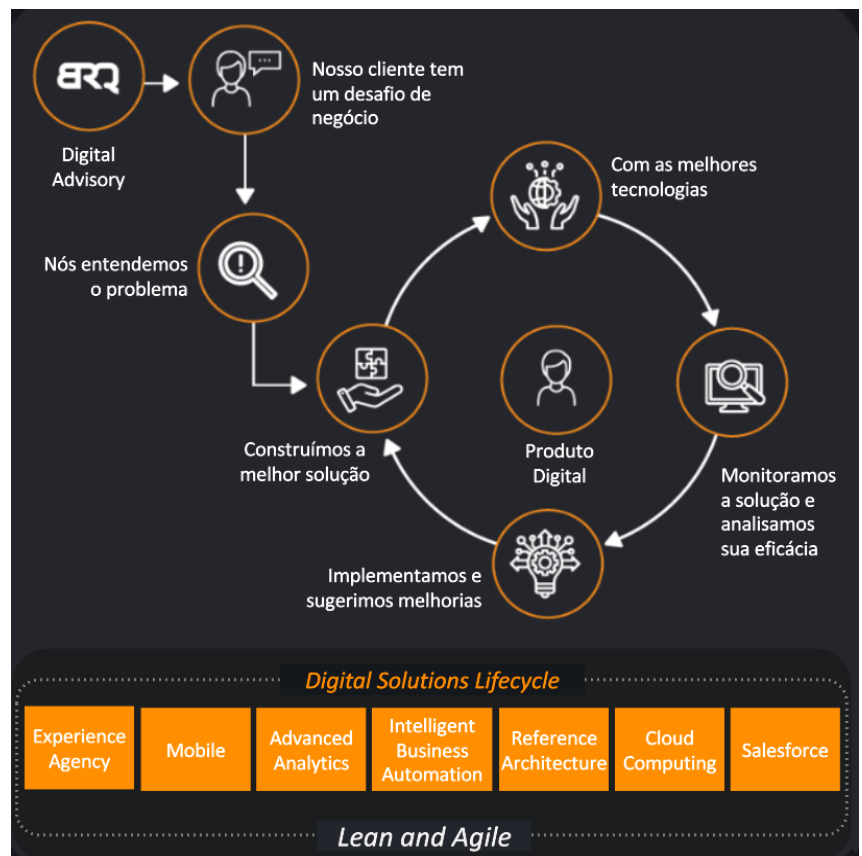 BRQ
Digital
Advisory
Nosso cliente tem
um desafio de
negócio
Nós entendemos
o problema
Com as melhores
tecnologias
Construímos a
melhor solução
Produto
Digital
Monitoramos
a solução e
analisamos
sua eficácia
Implementamos e
sugerimos melhorias
Digital Solutions Lifecycle
Experience
Agency
Mobile
Advanced
Analytics
Intelligent
Business
Automation
Reference
Architecture
Cloud
Computing
Salesforce
Lean and Agile